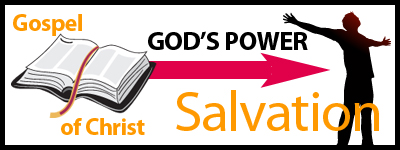 Gospel
of Christ
GOD'S POWER
Salvation